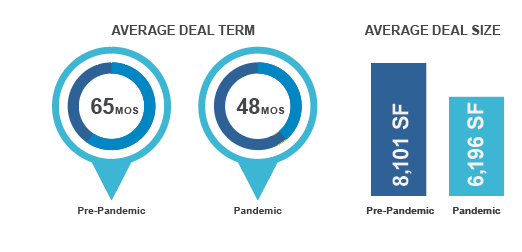 AVERAGE DEAL TERM
65MOS
48MOS
Pre-Pandemic
Pandemic
AVERAGE DEAL SIZE
8,101 SF
6,196 SF
Pre-Pandemic
Pandemic